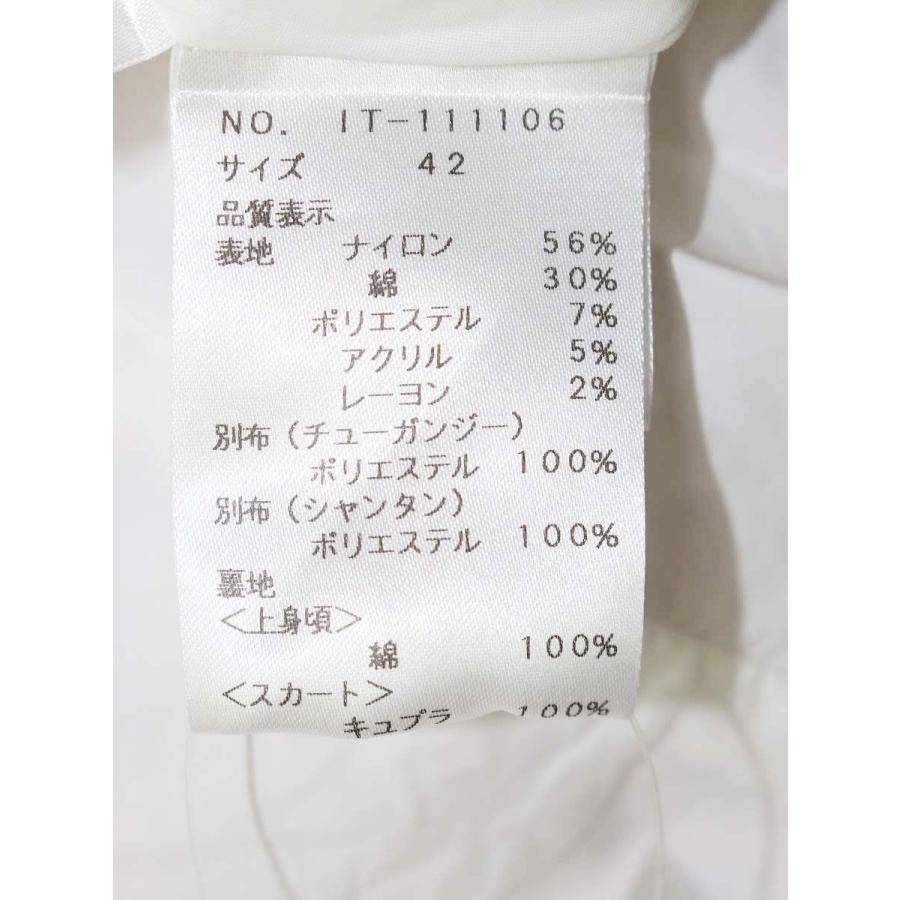 NO. IT-111106
サイズ 42
品質表示
表地 ナイロン 56%
綿 30%
ポリエステル 7%
アクリル 5%
レーヨン 2%
別布(チューガンジー)
ポリエステル 100%
別布(シャンタン)
ポリエステル 100%
裏地
<上身頃>
綿 100%
<スカート>
キュプラ 100%